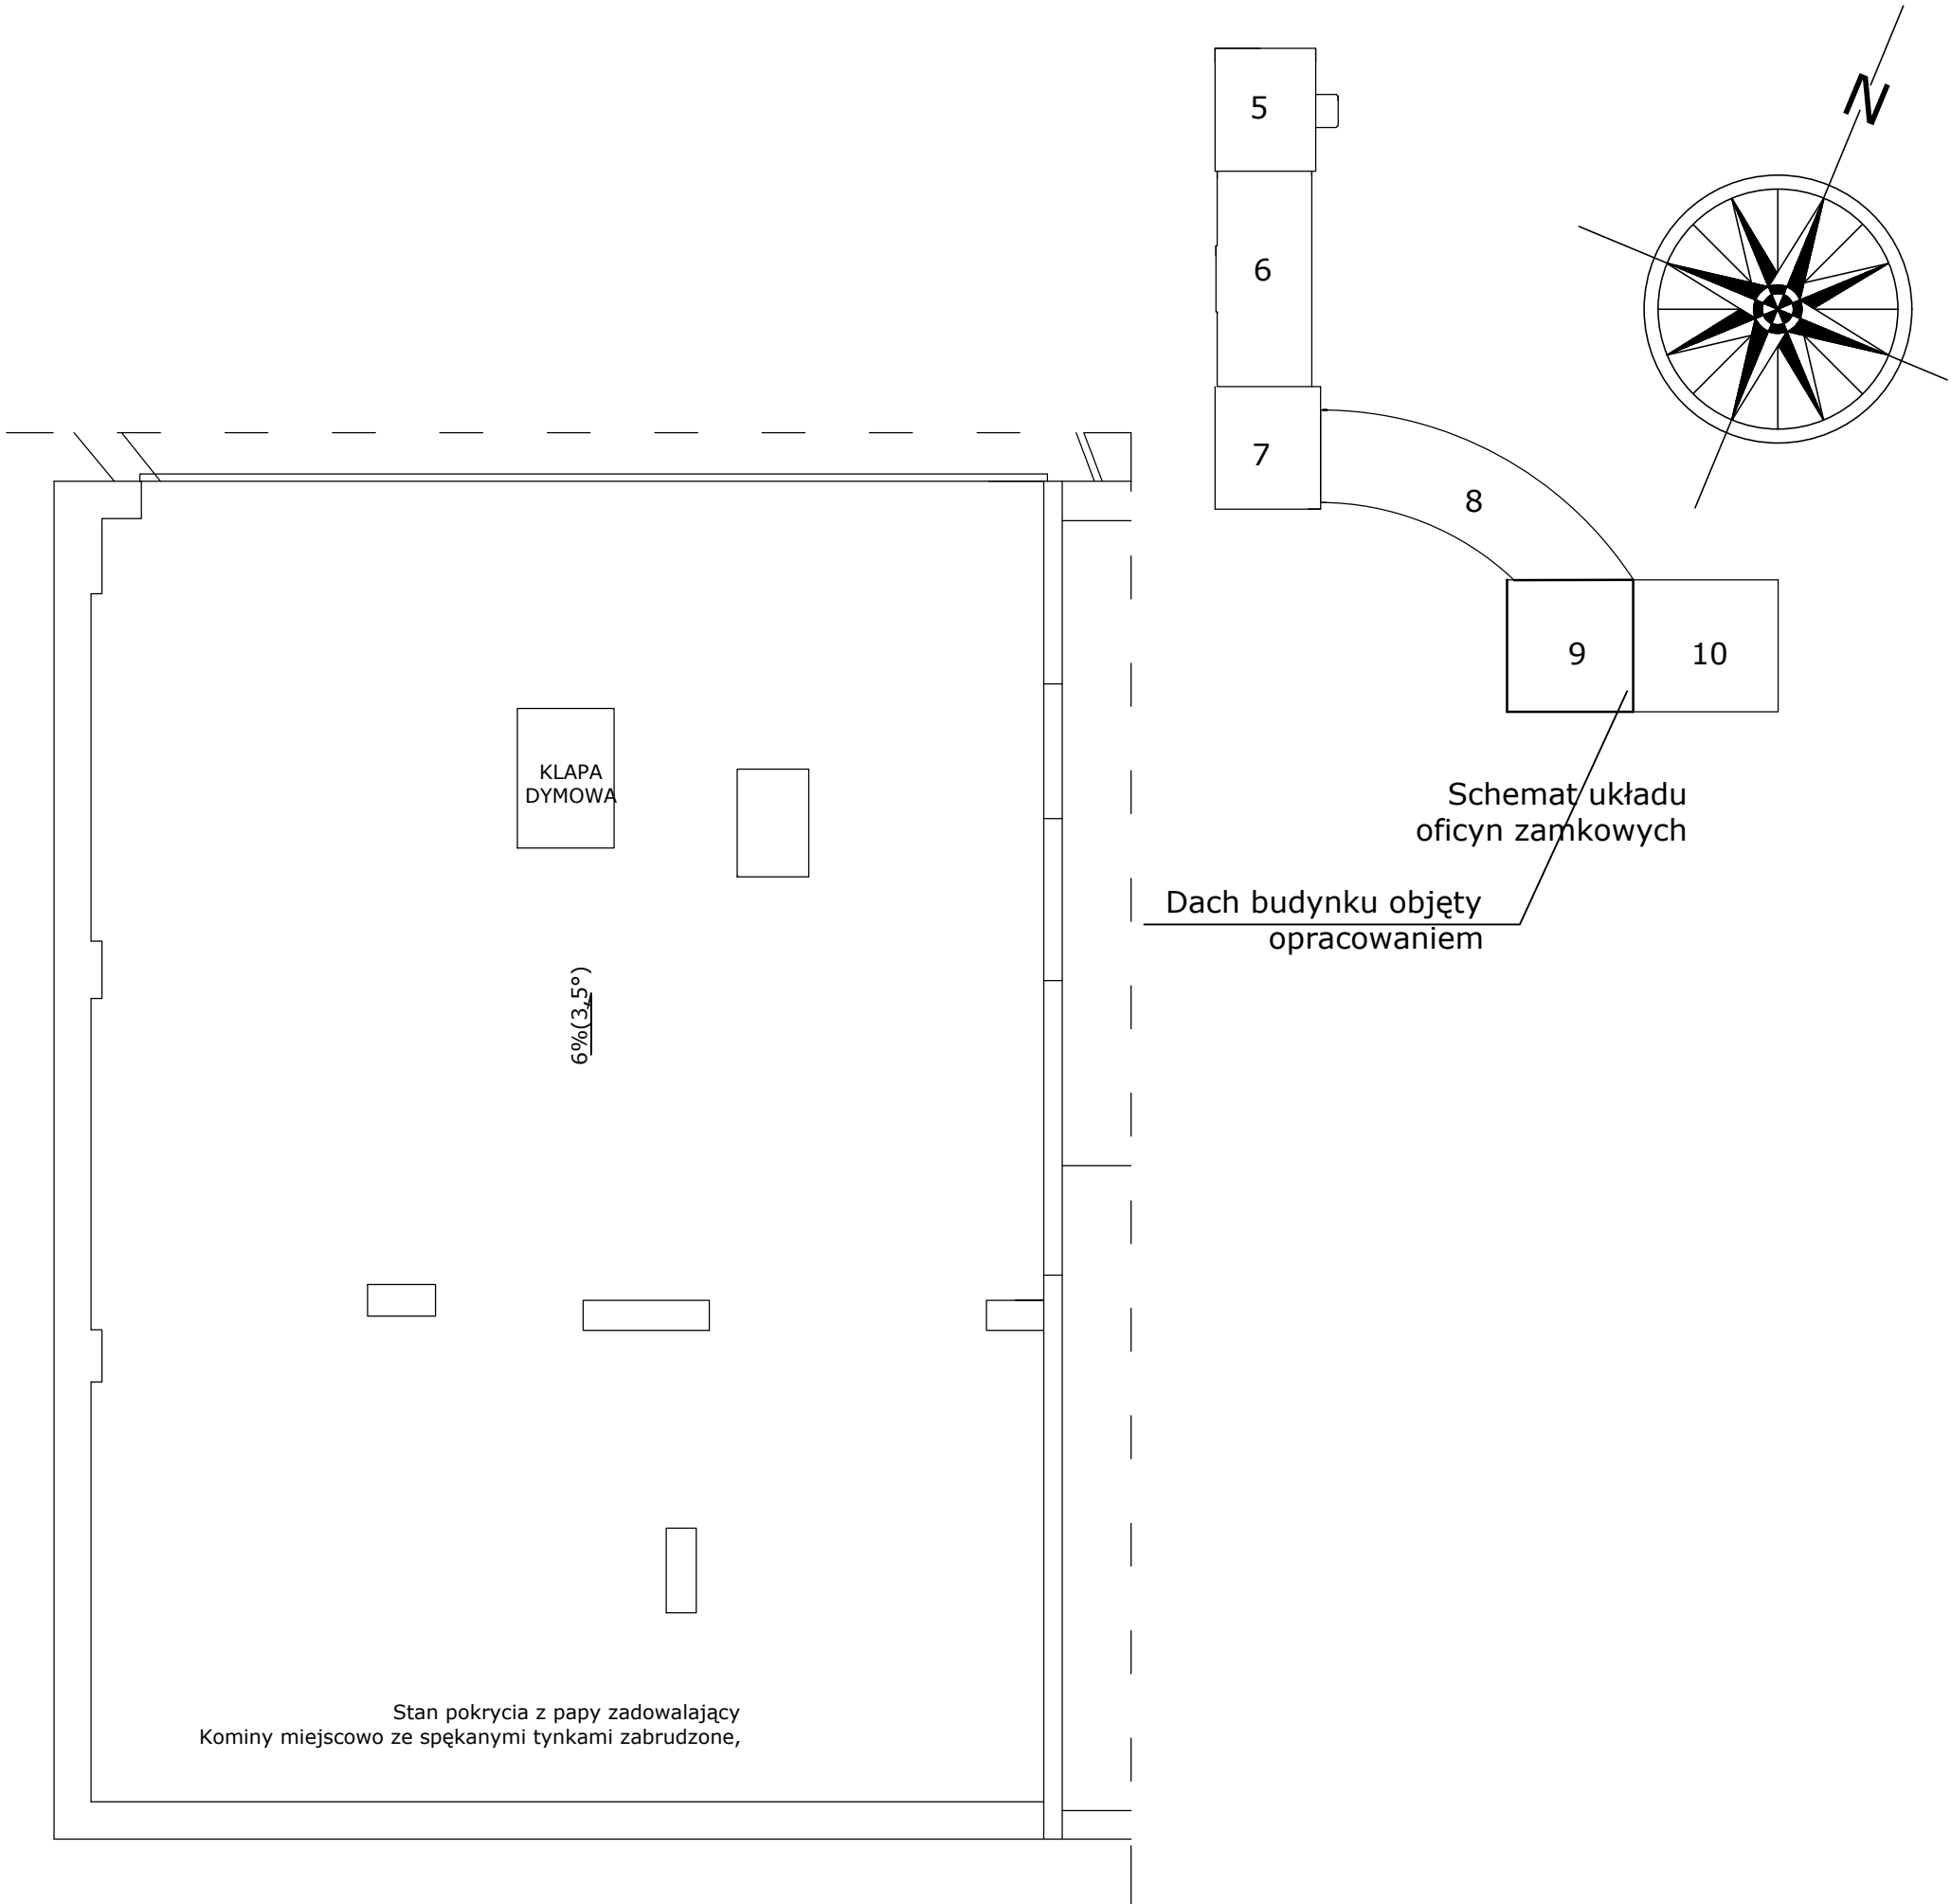 N
5
6
7
8
9
10
KLAPA
DYMOWA
Schemat układu
oficyn zamkowych
Dach budynku objęty
opracowaniem
6%(3,5°)
Stan pokrycia z papy zadowalający
Kominy miejscowo ze spękanymi tynkami zabrudzone,